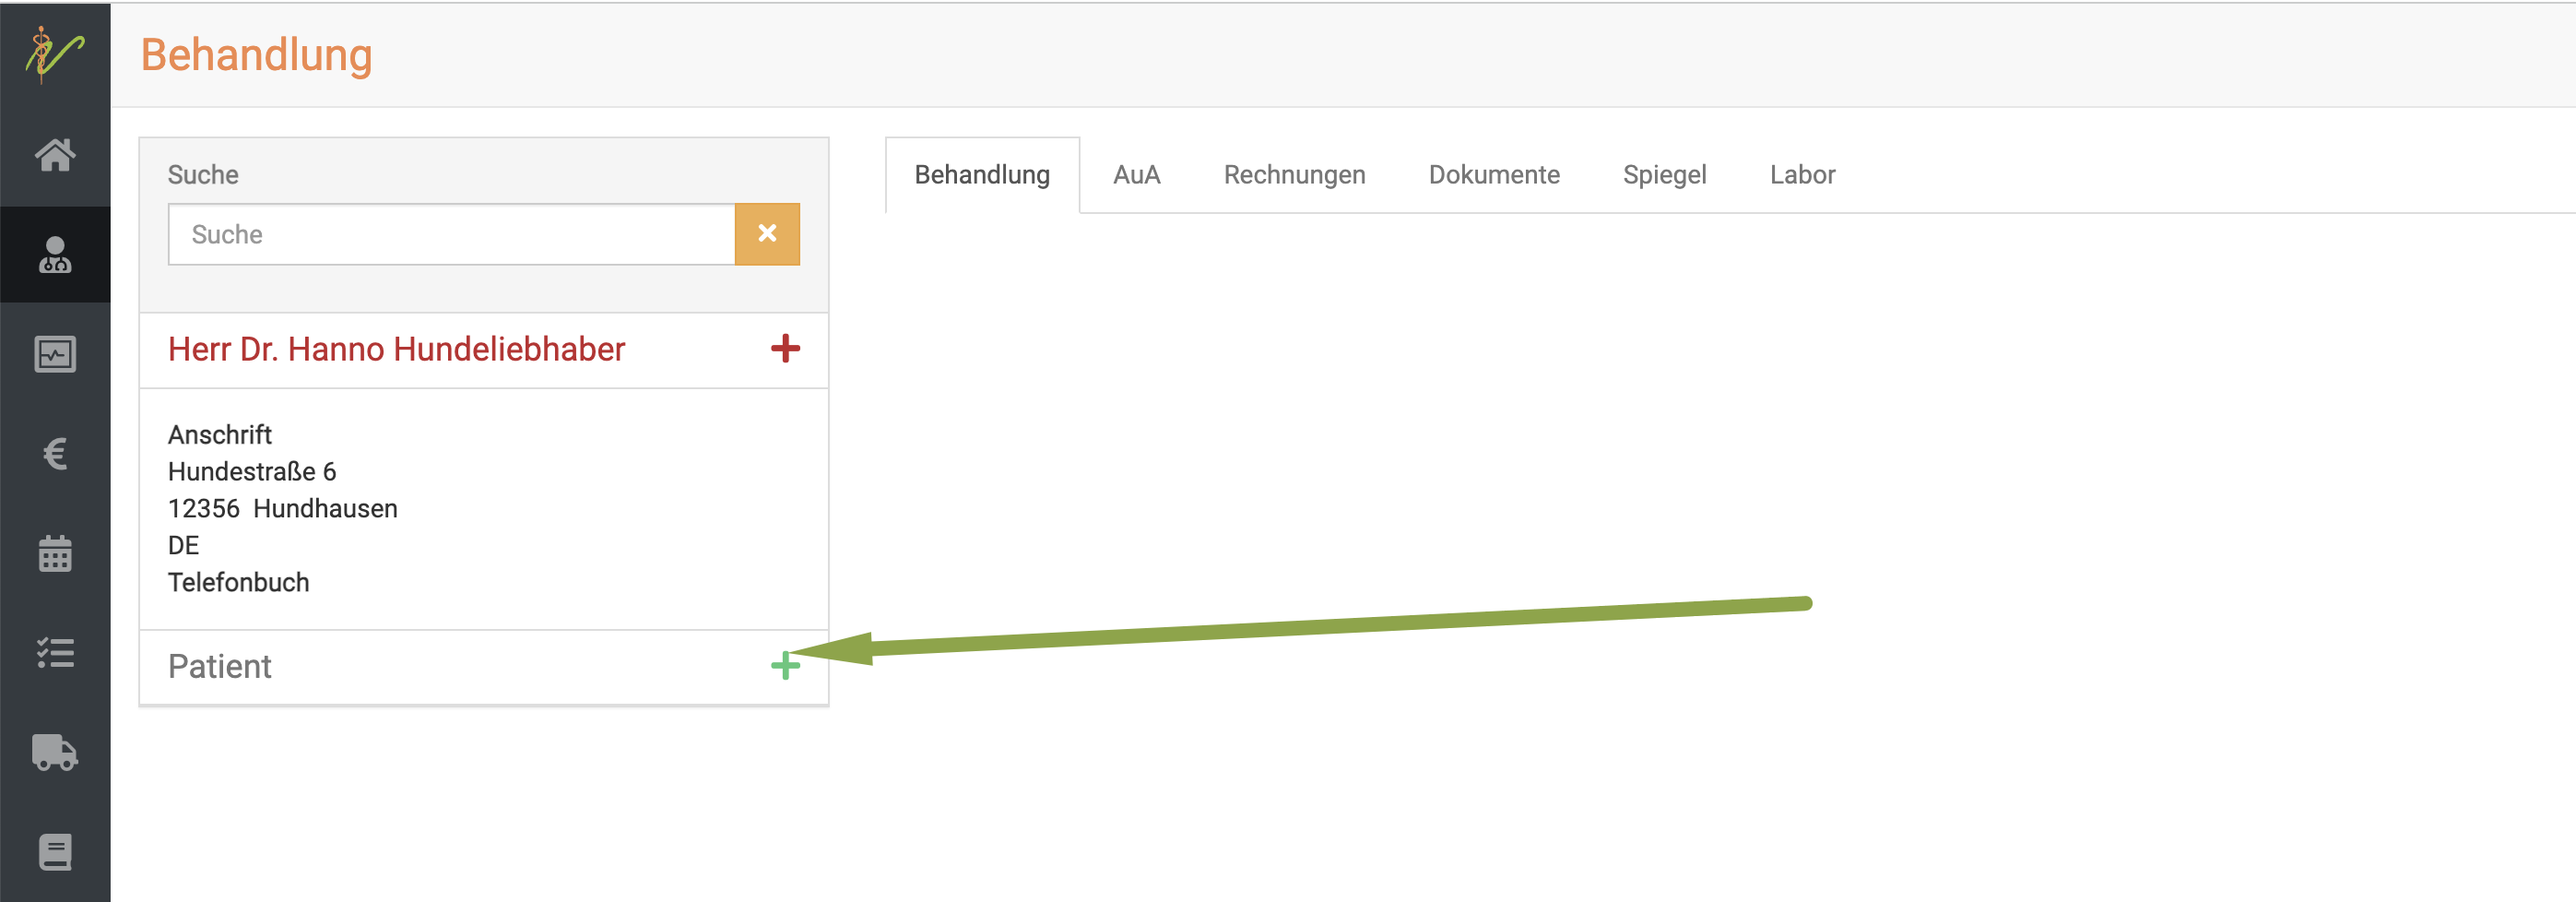 Behandlung
Suche
Suche
Herr Dr. Hanno Hundeliebhaber
Anschrift
Hundestraße 6
12356 Hundhausen
DE
Telefonbuch
Patient
Behandlung AuA Rechnungen Dokumente Spiegel Labor